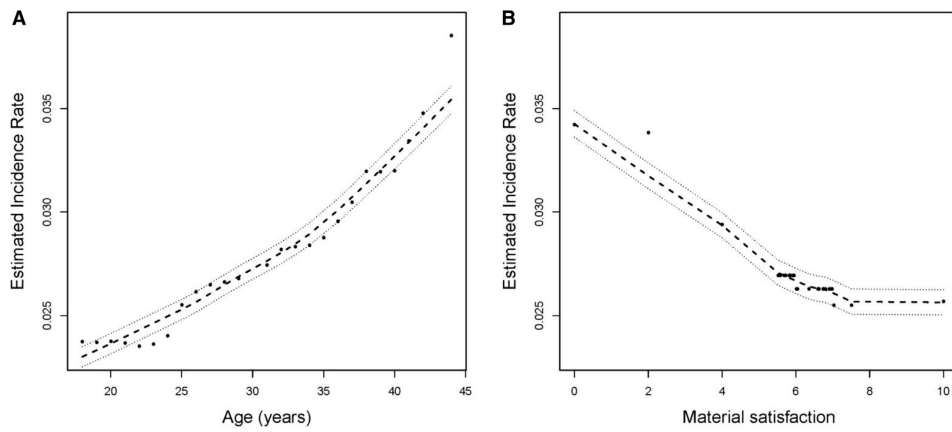 A
Estimated Incidence Rate
0.035
0.030
0.025
20 25 30 35 40 45
Age (years)
B
Estimated Incidence Rate
0.035
0.030
0.025
0 2 4 6 8 10
Material satisfaction